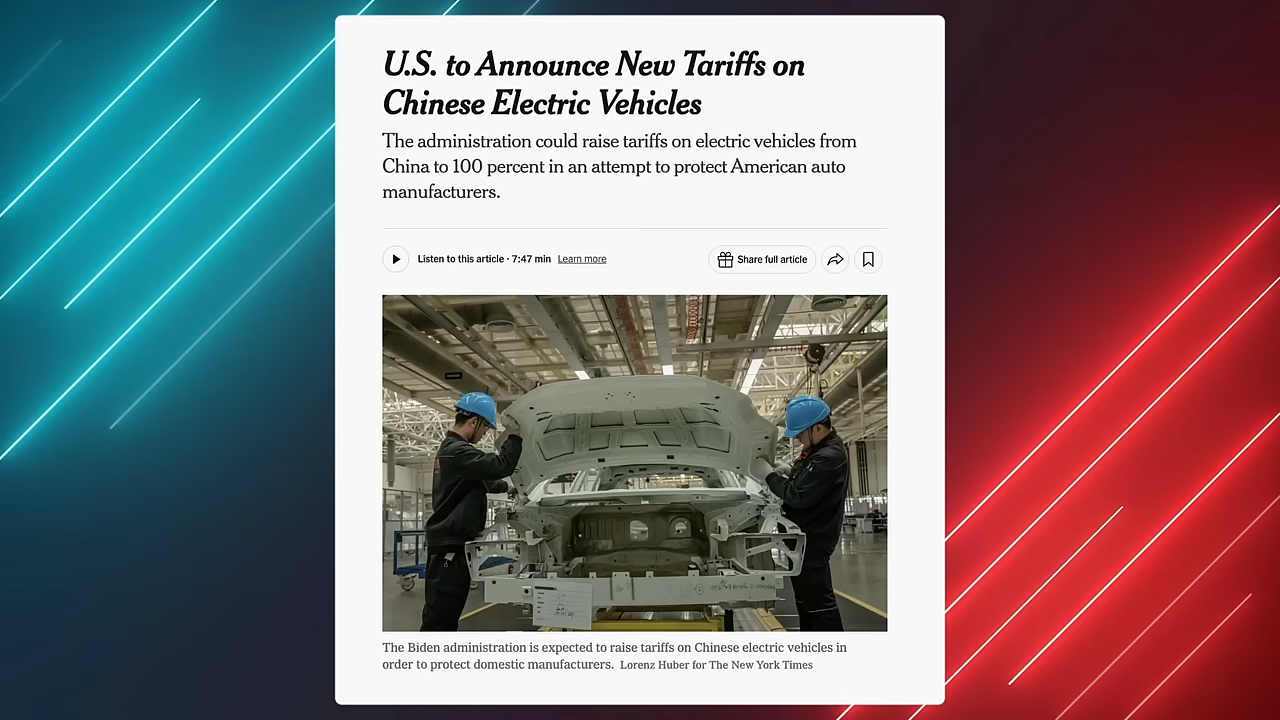 U.S. to Announce New Tariffs on
Chinese Electric Vehicles
The administration could raise tariffs on electric vehicles from
China to 100 percent in an attempt to protect American auto
manufacturers.
Listen to this article · 7:47 min Learn more
Share full article
The Biden administration is expected to raise tariffs on Chinese electric vehicles in
order to protect domestic manufacturers. Lorenz Huber for The New York Times